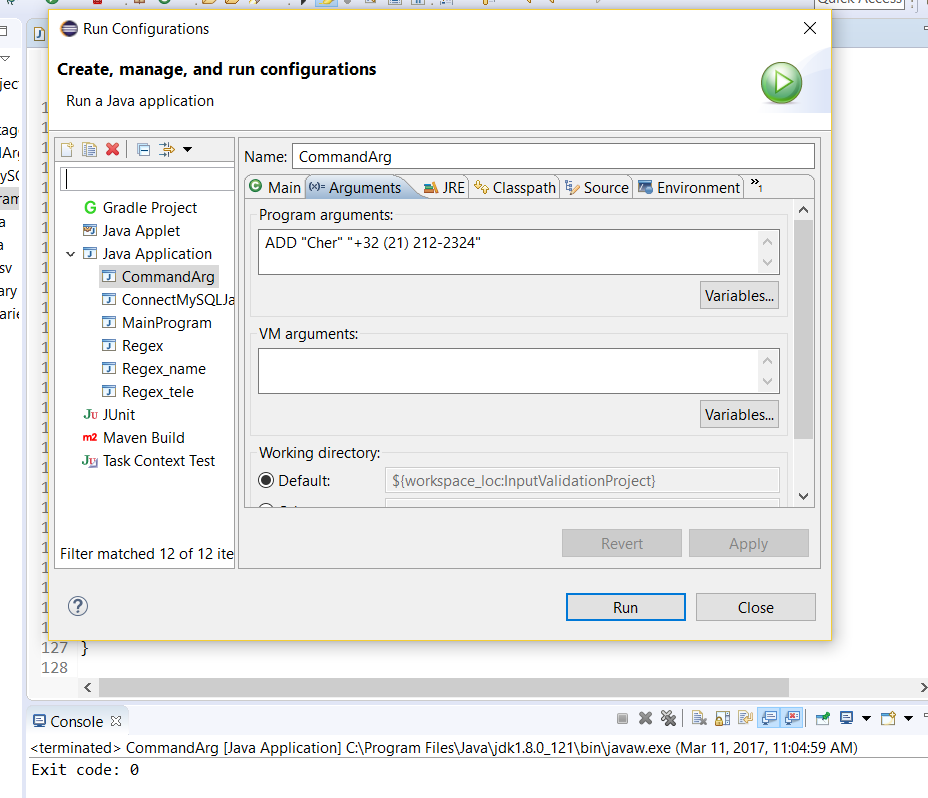 Quick Access
Run Configurations
Create, manage, and run configurations
Run a Java application
Name: CommandArg
Main (x)= Arguments JRE Classpath Source Environment »1
Program arguments:
ADD "Cher" "+32 (21) 212-2324"
Variables...
VM arguments:
Variables...
Working directory:
Default: ${workspace_loc:InputValidationProject}
Gradle Project
Java Applet
Java Application
CommandArg
ConnectMySQLJa
MainProgram
Regex
Regex_name
Regex_tele
JUnit
Maven Build
Task Context Test
Filter matched 12 of 12 ite
Revert Apply
Run Close
127 }
128
Console
<terminated> CommandArg [Java Application] C:\Program Files\Java\jdk1.8.0_121\bin\javaw.exe (Mar 11, 2017, 11:04:59 AM)
Exit code: 0